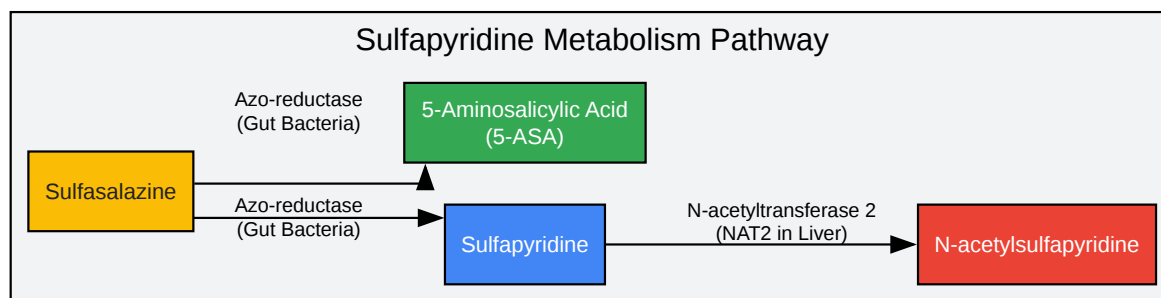 Sulfapyridine Metabolism Pathway
Azo-reductase
(Gut Bacteria)
5-Aminosalicylic Acid
(5-ASA)
Sulfasalazine
Azo-reductase
(Gut Bacteria)
Sulfapyridine
N-acetyltransferase 2
(NAT2 in Liver)
N-acetylsulfapyridine